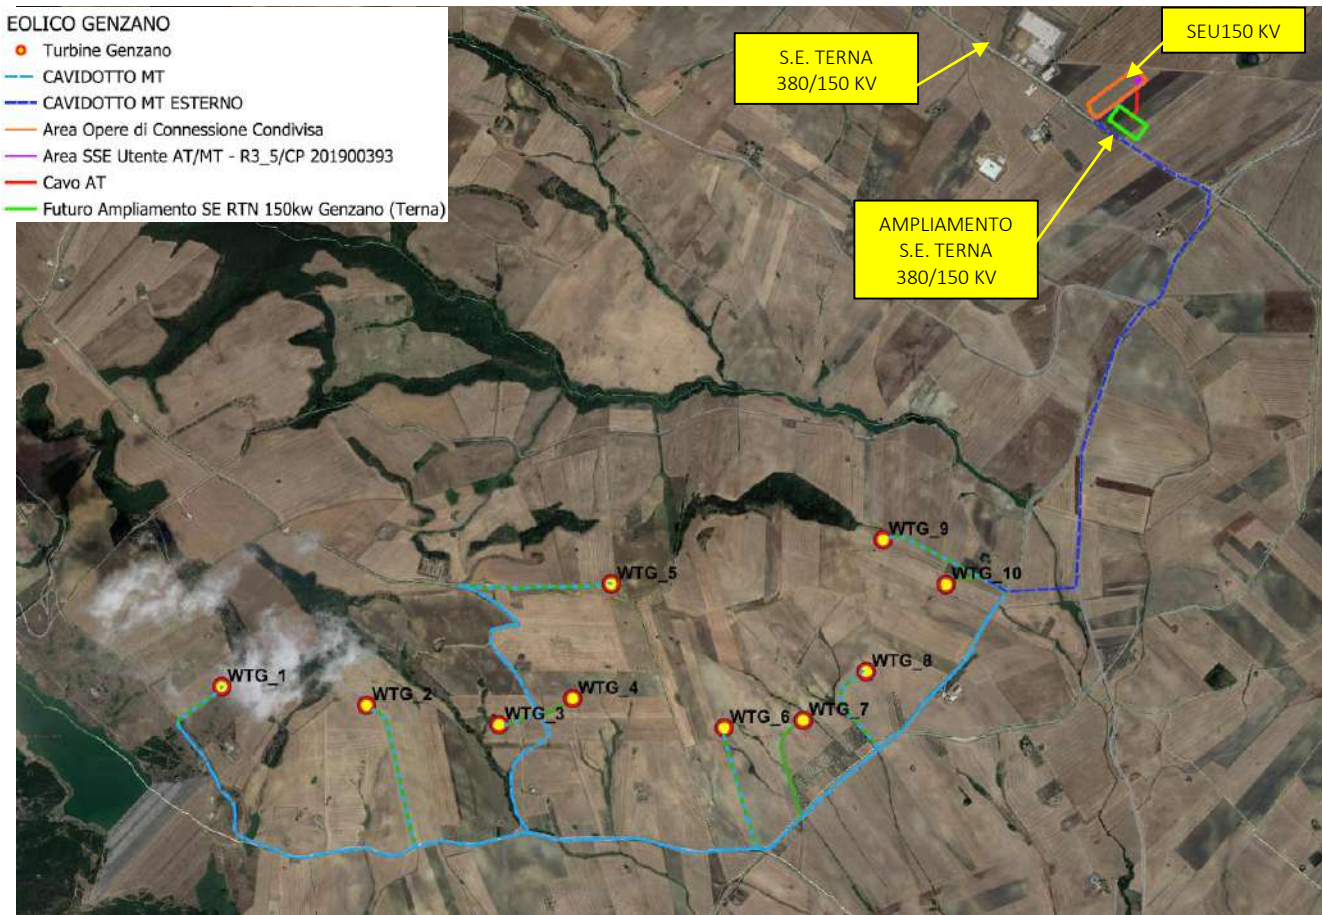 EOLICO GENZANO
Turbine Genzano
CAVIDOTTO MT
CAVIDOTTO MT ESTERNO
Area Opere di Connessione Condivisa
Area SSE Utente AT/MT - R3_5/CP 201900393
Cavo AT
Futuro Ampliamento SE RTN 150kw Genzano (Terna)
S.E. TERNA
380/150 KV
SEU150 KV
AMPLIAMENTO
S.E. TERNA
380/150 KV
WTG_9
WTG_5
WTG_10
WTG_8
WTG_1
WTG_2
WTG_4
WTG_3
WTG_6
WTG_7